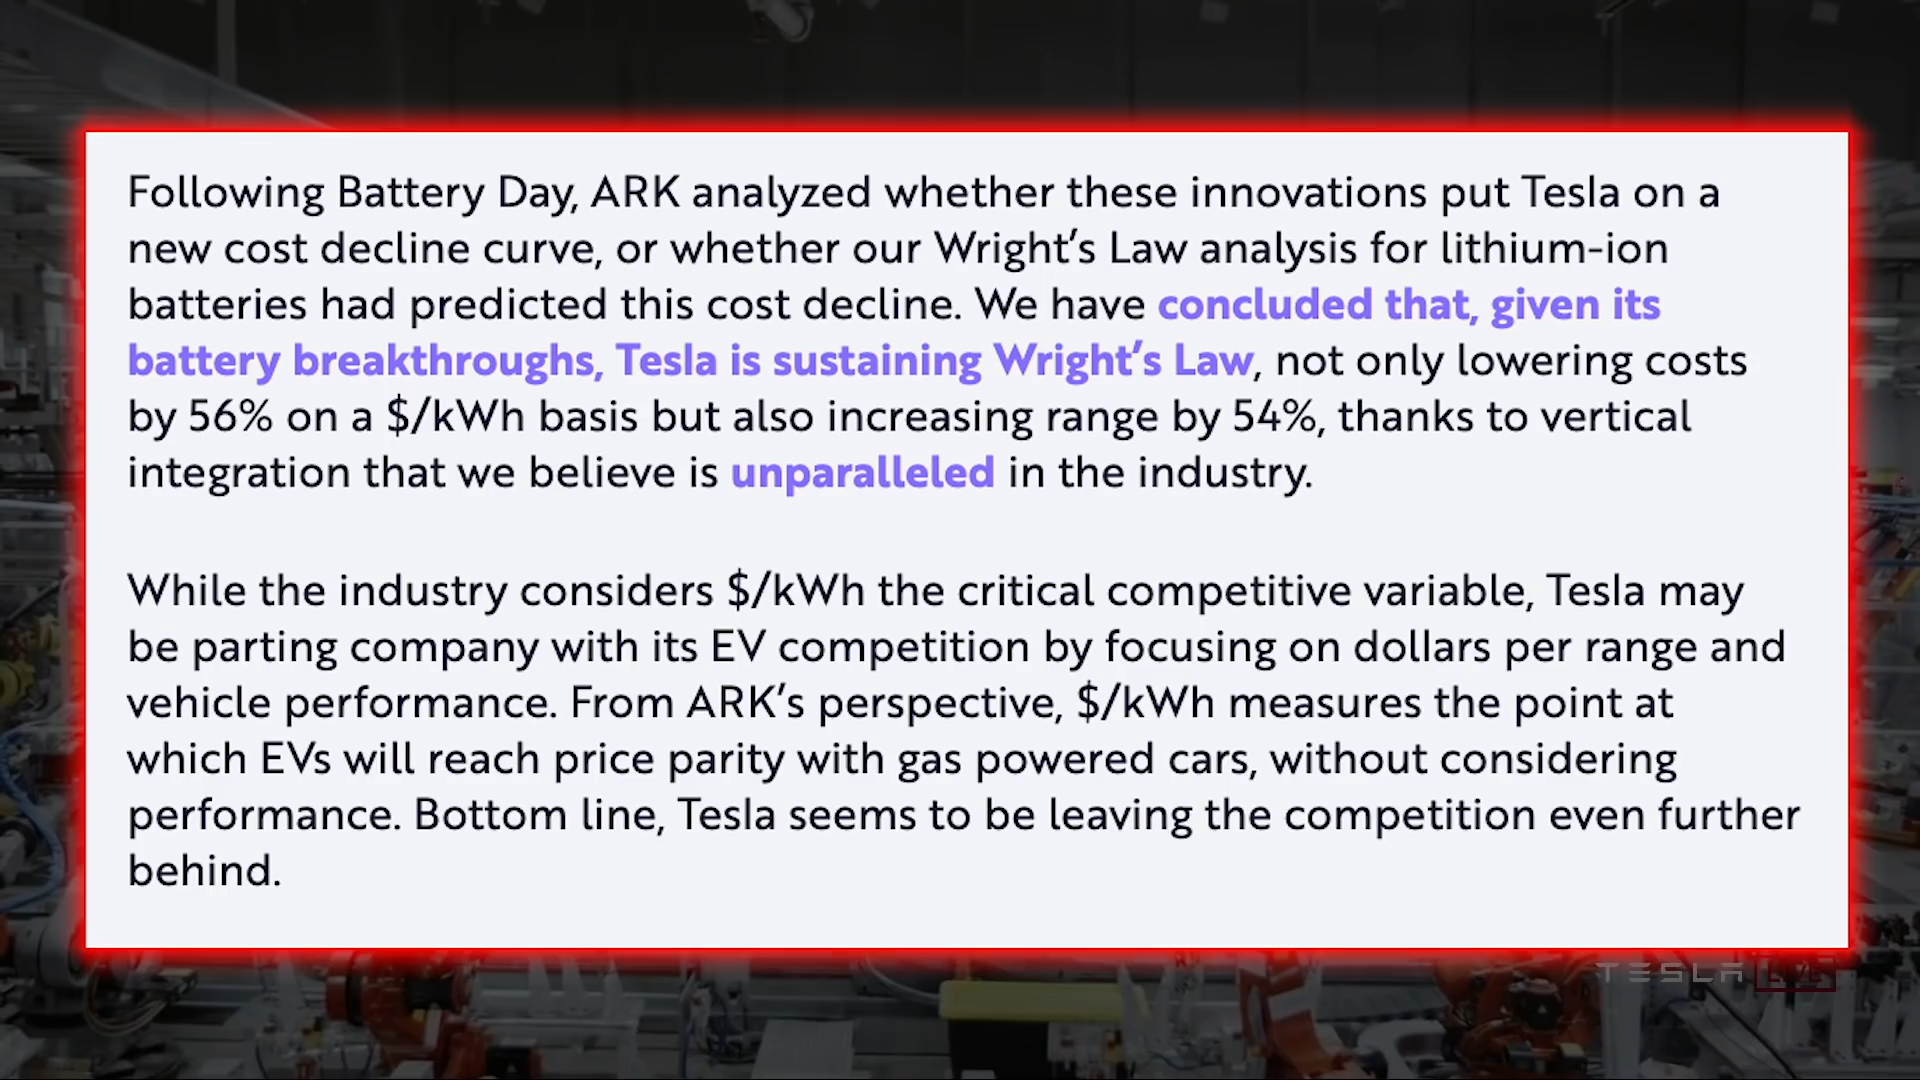 Following Battery Day, ARK analyzed whether these innovations put Tesla on a
new cost decline curve, or whether our Wright's Law analysis for lithium-ion
batteries had predicted this cost decline. We have concluded that, given its
battery breakthroughs, Tesla is sustaining Wright's Law, not only lowering costs
by 56% on a $/kWh basis but also increasing range by 54%, thanks to vertical
integration that we believe is unparalleled in the industry.
While the industry considers $/kWh the critical competitive variable, Tesla may
be parting company with its EV competition by focusing on dollars per range and
vehicle performance. From ARK's perspective, $/kWh measures the point at
which EVs will reach price parity with gas powered cars, without considering
performance. Bottom line, Tesla seems to be leaving the competition even further
behind.
TESLA